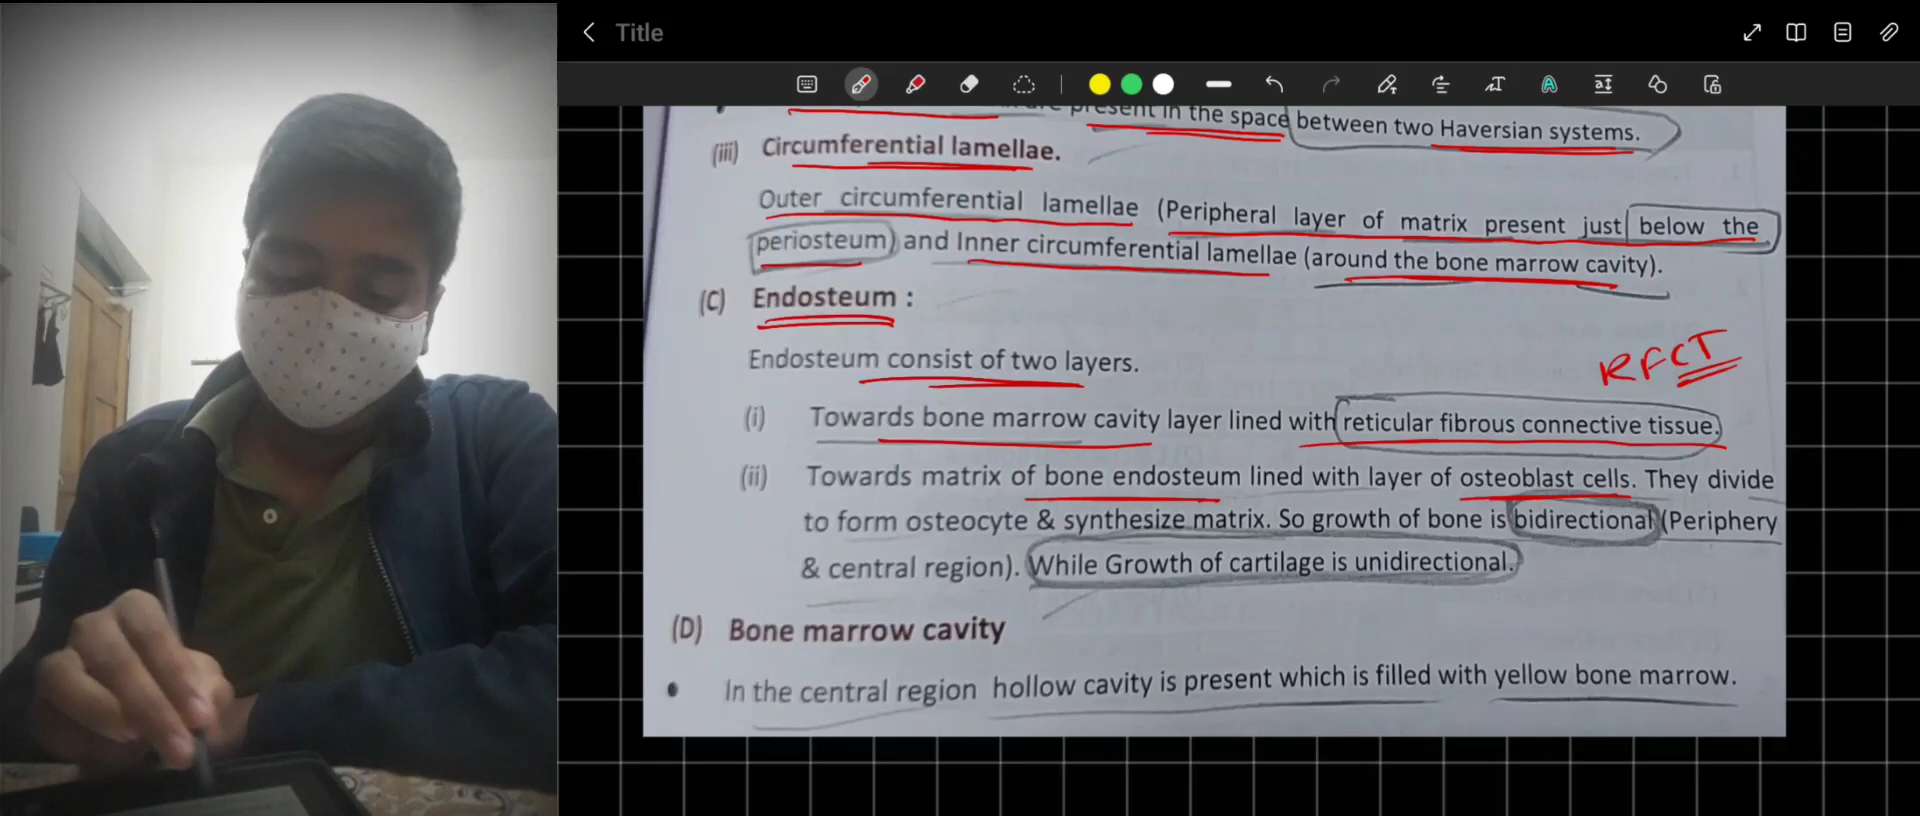 Title
present in the space between two Haversian systems.
(iii) Circumferential lamellae.
Outer circumferential lamellae (Peripheral layer of matrix present just below the
periosteum) and Inner circumferential lamellae (around the bone marrow cavity).
(C) Endosteum :
Endosteum consist of two layers.
RFCT
(i) Towards bone marrow cavity layer lined with reticular fibrous connective tissue.
(ii) Towards matrix of bone endosteum lined with layer of osteoblast cells. They divide
to form osteocyte & synthesize matrix. So growth of bone is bidirectional (Periphery
& central region). While Growth of cartilage is unidirectional.
(D) Bone marrow cavity
• In the central region hollow cavity is present which is filled with yellow bone marrow.